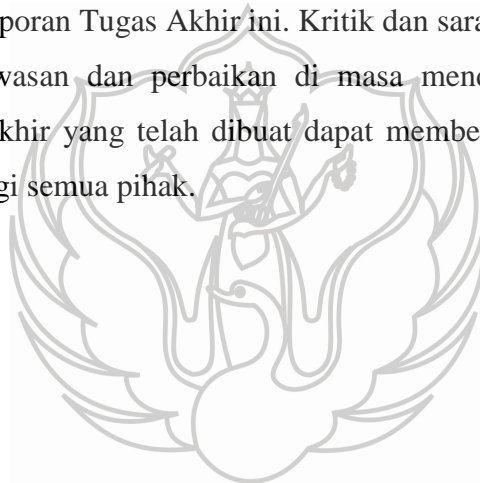 poran Tugas Akhir ini. Kritik dan sara
wasan dan perbaikan di masa mend
khir yang telah dibuat dapat membe
gi semua pihak.